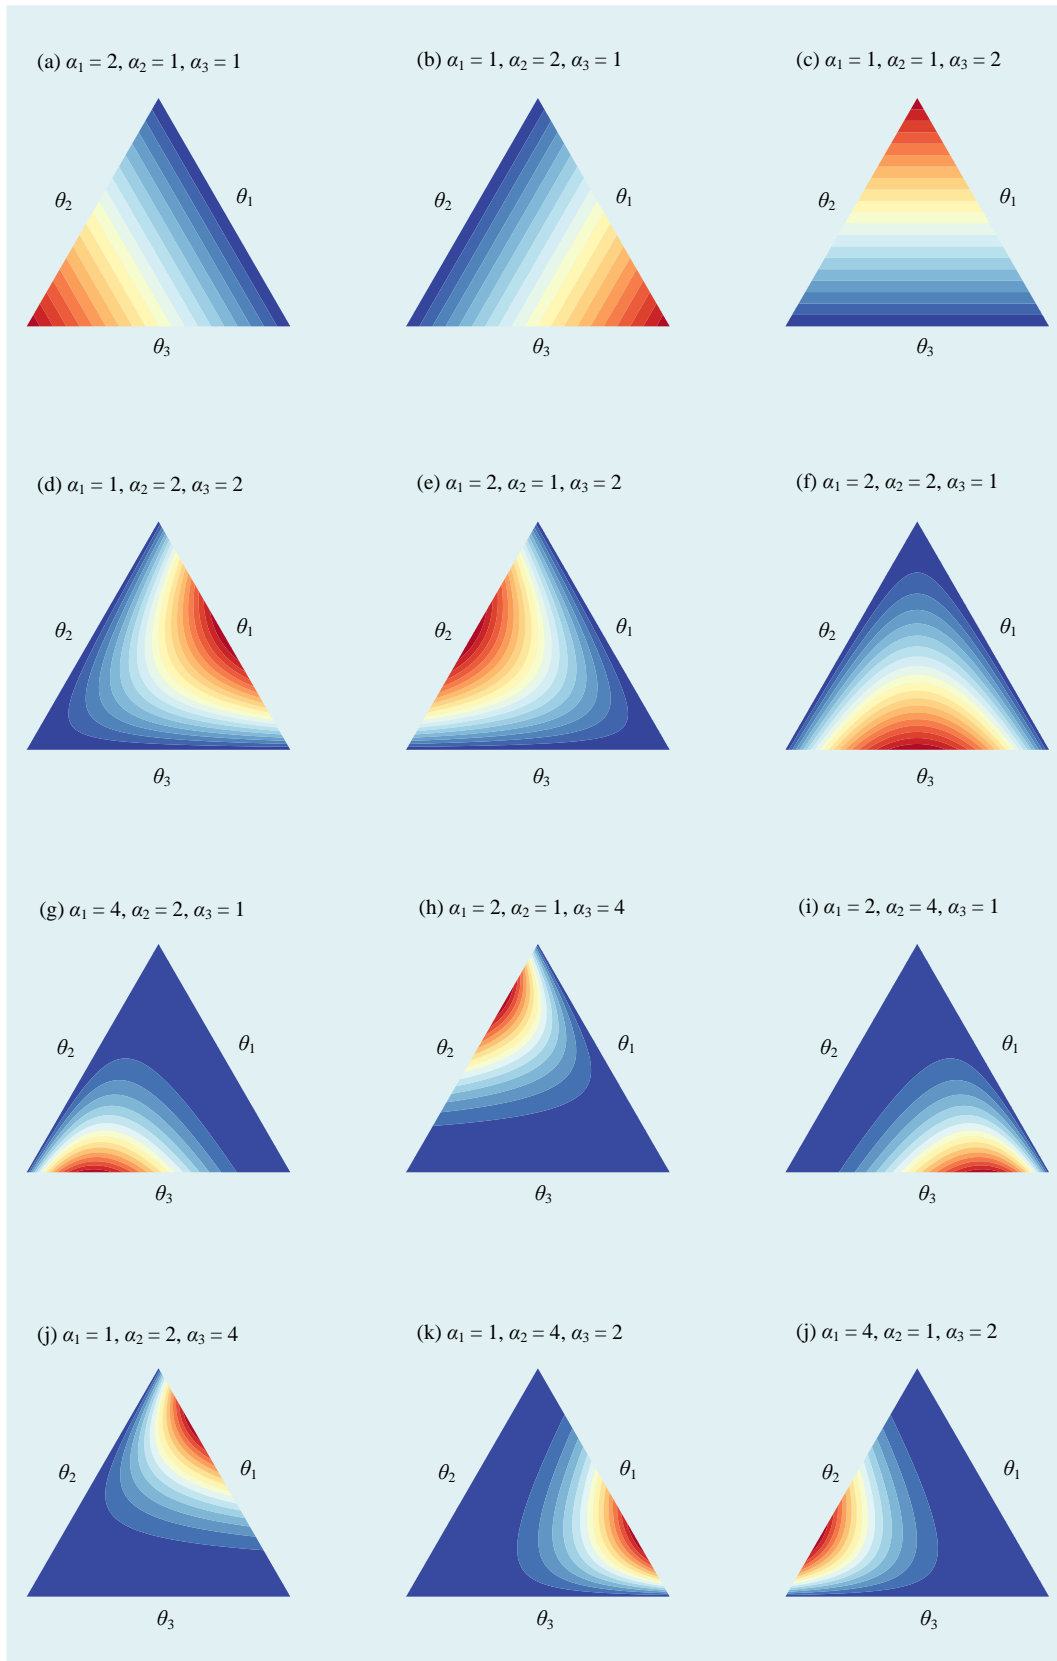 (a) α₁ = 2, α₂ = 1, α₃ = 1
(b) α₁ = 1, α₂ = 2, α₃ = 1
(c) α₁ = 1, α₂ = 1, α₃ = 2
θ₂
θ₁
θ₂
θ₁
θ₂
θ₁
θ₃
θ₃
θ₃
(d) α₁ = 1, α₂ = 2, α₃ = 2
(e) α₁ = 2, α₂ = 1, α₃ = 2
(f) α₁ = 2, α₂ = 2, α₃ = 1
θ₂
θ₁
θ₂
θ₁
θ₂
θ₁
θ₃
θ₃
θ₃
(g) α₁ = 4, α₂ = 2, α₃ = 1
(h) α₁ = 2, α₂ = 1, α₃ = 4
(i) α₁ = 2, α₂ = 4, α₃ = 1
θ₂
θ₁
θ₂
θ₁
θ₂
θ₁
θ₃
θ₃
θ₃
(j) α₁ = 1, α₂ = 2, α₃ = 4
(k) α₁ = 1, α₂ = 4, α₃ = 2
(j) α₁ = 4, α₂ = 1, α₃ = 2
θ₂
θ₁
θ₂
θ₁
θ₂
θ₁
θ₃
θ₃
θ₃